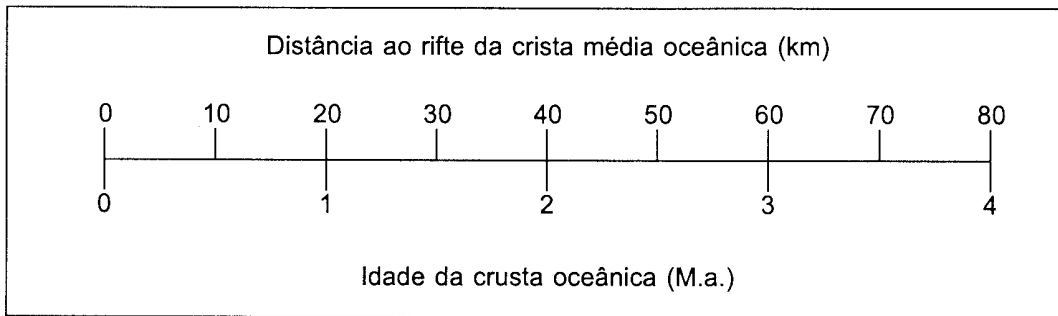 Distância ao rifte da crista média oceânica (km)
0 10 20 30 40 50 60 70 80
0 1 2 3 4
Idade da crusta oceânica (M.a.)